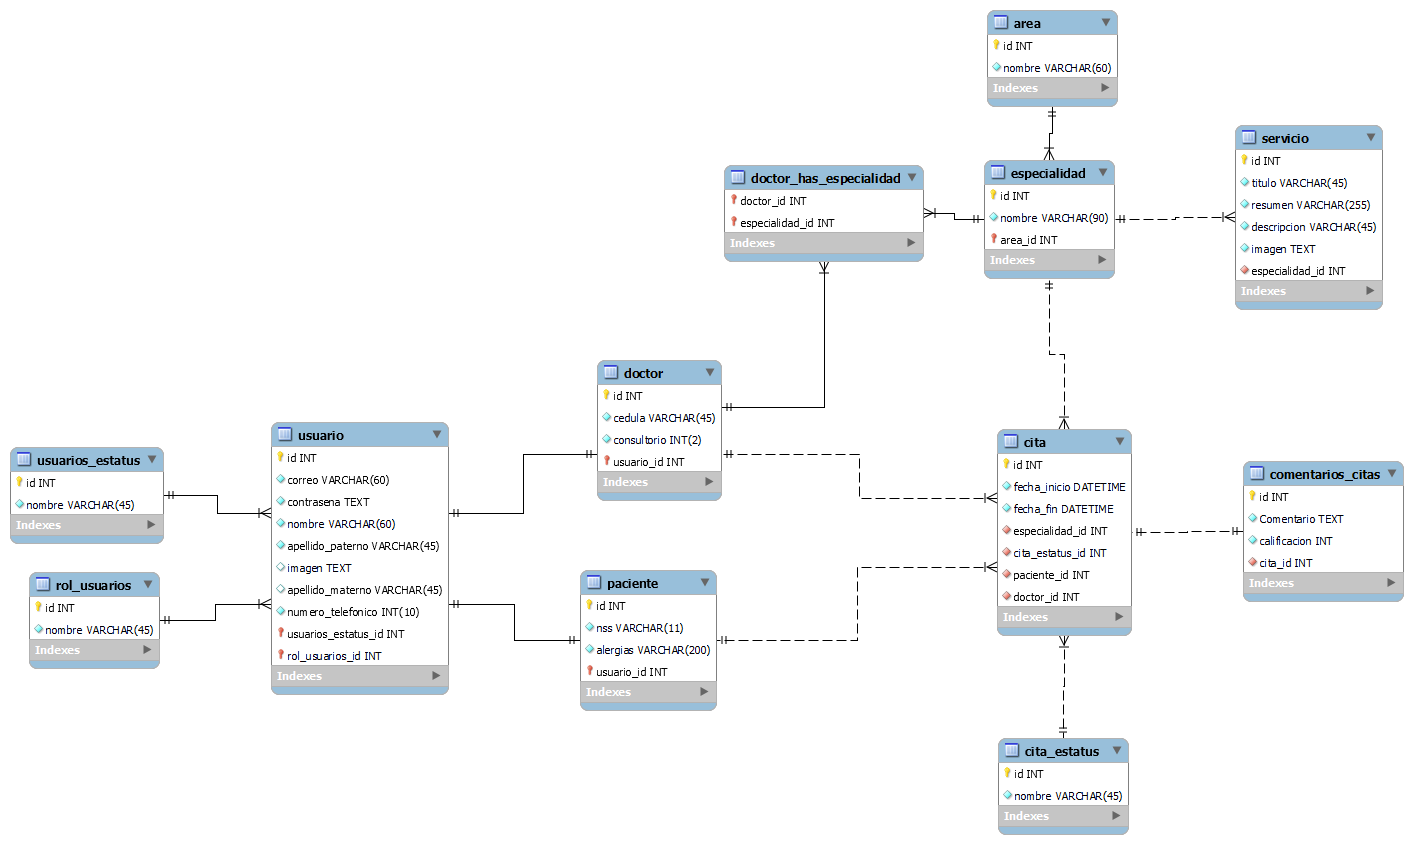 area
id INT
nombre VARCHAR(60)
Indexes
servicio
id INT
titulo VARCHAR(45)
resumen VARCHAR(255)
descripcion VARCHAR(45)
imagen TEXT
especialidad_id INT
Indexes
doctor_has_especialidad
doctor_id INT
especialidad_id INT
Indexes
especialidad
id INT
nombre VARCHAR(90)
area_id INT
Indexes
doctor
id INT
cedula VARCHAR(45)
consultorio INT(2)
usuario_id INT
Indexes
usuarios_estatus
id INT
nombre VARCHAR(45)
Indexes
rol_usuarios
id INT
nombre VARCHAR(45)
Indexes
usuario
id INT
correo VARCHAR(60)
contrasena TEXT
nombre VARCHAR(60)
apellido_paterno VARCHAR(45)
imagen TEXT
apellido_materno VARCHAR(45)
numero_telefonico INT(10)
usuarios_estatus_id INT
rol_usuarios_id INT
Indexes
paciente
id INT
nss VARCHAR(11)
alergias VARCHAR(200)
usuario_id INT
Indexes
cita
id INT
fecha_inicio DATETIME
fecha_fin DATETIME
especialidad_id INT
cita_estatus_id INT
paciente_id INT
doctor_id INT
Indexes
comentarios_citas
id INT
Comentario TEXT
calificacion INT
cita_id INT
Indexes
cita_estatus
id INT
nombre VARCHAR(45)
Indexes